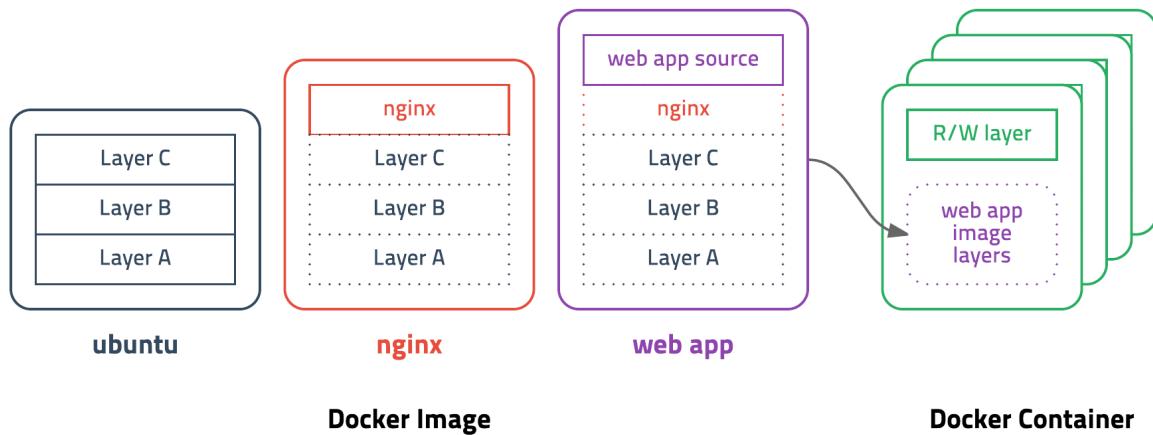 Layer C
Layer B
Layer A
ubuntu
nginx
Layer C
Layer B
Layer A
nginx
web app source
nginx
Layer C
Layer B
Layer A
web app
Docker Image
R/W layer
web app
image
layers
Docker Container